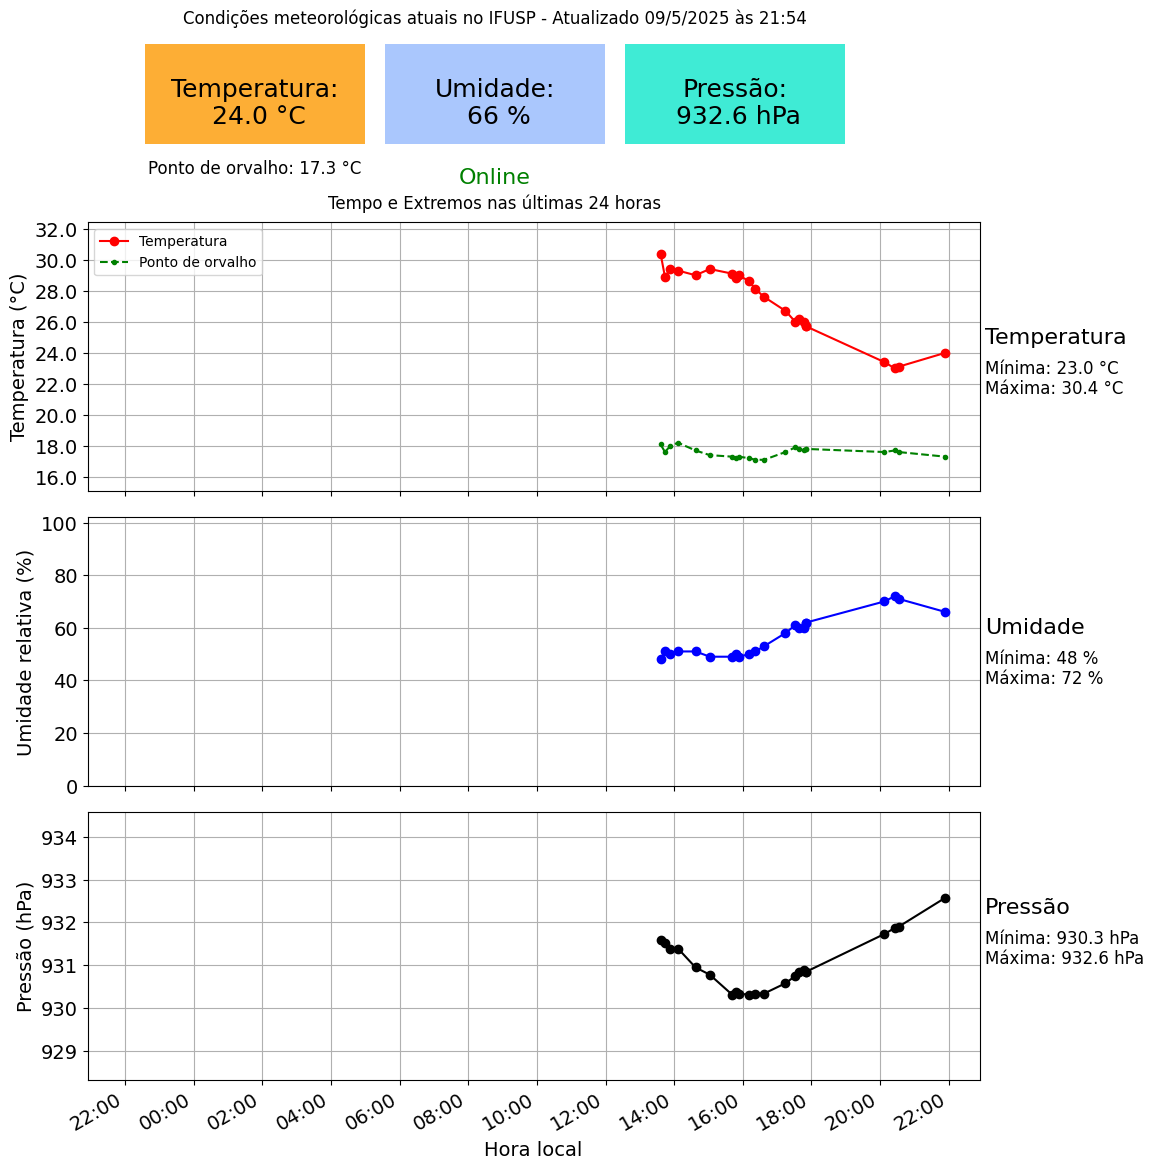 Condições meteorológicas atuais no IFUSP - Atualizado 09/5/2025 às 21:54
Temperatura:
24.0 °C
Umidade:
66 %
Pressão:
932.6 hPa
Ponto de orvalho: 17.3 °C
Online
Tempo e Extremos nas últimas 24 horas
Temperatura (°C)
32.0
30.0
28.0
26.0
24.0
22.0
20.0
18.0
16.0
Temperatura
Ponto de orvalho
Temperatura
Mínima: 23.0 °C
Máxima: 30.4 °C
Umidade relativa (%)
100
80
60
40
20
0
Umidade
Mínima: 48 %
Máxima: 72 %
Pressão (hPa)
934
933
932
931
930
929
Pressão
Mínima: 930.3 hPa
Máxima: 932.6 hPa
22:00 00:00 02:00 04:00 06:00 08:00 10:00 12:00 14:00 16:00 18:00 20:00 22:00
Hora local